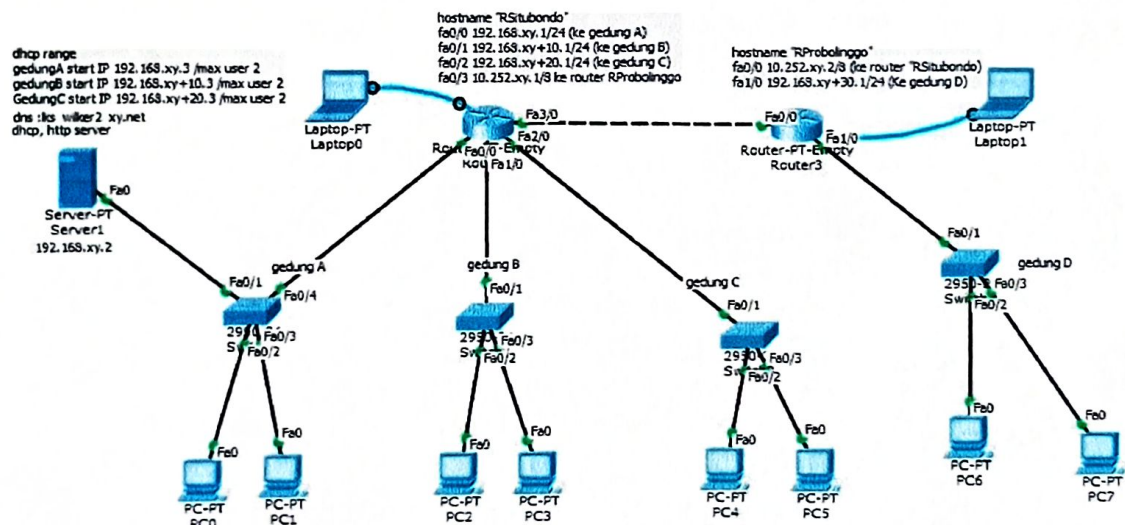 dhcp range
gedungA start IP 192.168.xy.3 /max user 2
gedungB start IP 192.168.xy+10.3 /max user 2
GedungC start IP 192.168.xy+20.3 /max user 2
dns :lks wilker2 xy.net
dhcp, http server
hostname "RSitubondo"
fa0/0 192.168.xy.1/24 (ke gedung A)
fa0/1 192.168.xy+10.1/24 (ke gedung B)
fa0/2 192.168.xy+20.1/24 (ke gedung C)
fa0/3 10.252.xy.1/8 ke router RProbolinggo
hostname "RProbolinggo"
fa0/0 10.252.xy.2/8 (ke router "RSitubondo)
fa1/0 192.168.xy+30.1/24 (Ke gedung D)
Laptop-PT
Laptop0
Fa3/0
Fa2/0
Fa0/0
Fa1/0
Fa0/0
Fa1/0
Router-PT-Empty
Router3
Laptop-PT
Laptop1
Fa0
Server-PT
Server1
192.168.xy.2
gedung A
Fa0/1
Fa0/4
Fa0/3
Fa0/2
gedung B
Fa0/1
Fa0/3
Fa0/2
gedung C
Fa0/1
Fa0/3
Fa0/2
Fa0/1
gedung D
Fa0/3
Fa0/2
Fa0
Fa0
Fa0
Fa0
Fa0
Fa0
Fa0
Fa0
PC-PT
PC0
PC-PT
PC1
PC-PT
PC2
PC-PT
PC3
PC-PT
PC4
PC-PT
PC5
PC-PT
PC6
PC-PT
PC7